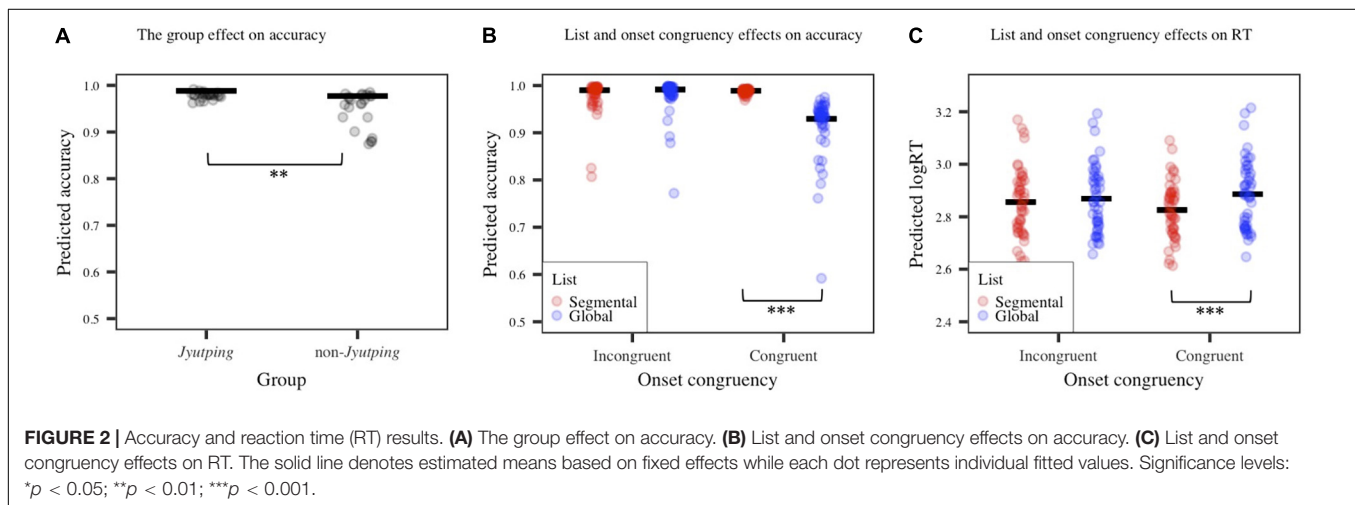 A The group effect on accuracy
1.0
0.9
0.8
0.7
0.6
0.5
Predicted accuracy
**
Jyutping non-Jyutping
Group
B List and onset congruency effects on accuracy
1.0
0.9
0.8
0.7
0.6
0.5
Predicted accuracy
List
Segmental
Global
***
Incongruent Congruent
Onset congruency
C List and onset congruency effects on RT
3.2
3.0
2.8
2.6
2.4
Predicted logRT
List
Segmental
Global
***
Incongruent Congruent
Onset congruency
FIGURE 2 | Accuracy and reaction time (RT) results. (A) The group effect on accuracy. (B) List and onset congruency effects on accuracy. (C) List and onset
congruency effects on RT. The solid line denotes estimated means based on fixed effects while each dot represents individual fitted values. Significance levels:
*p < 0.05; **p < 0.01; ***p < 0.001.